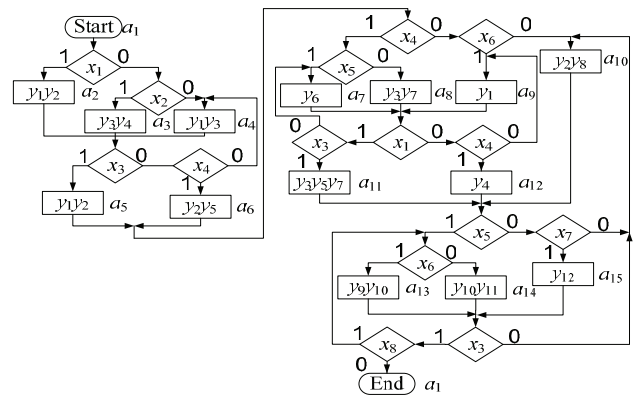 Start a1
x1
1 0
y1y2 a2
x2
1 0
y3y4 a3
y1y3 a4
x3
1 0
x4
1 0
y1y2 a5
y2y5 a6
x4
1 0
x6
1 0
y2y8 a10
x5
1 0
y6 a7
y3y7 a8
y1 a9
x3
0 1
x1
1 0
x4
1 0
y3y5y7 a11
y4 a12
x5
1 0
x7
1 0
x6
1 0
y9y10 a13
y10y11 a14
y12 a15
x8
1 0
x3
1 0
End a1